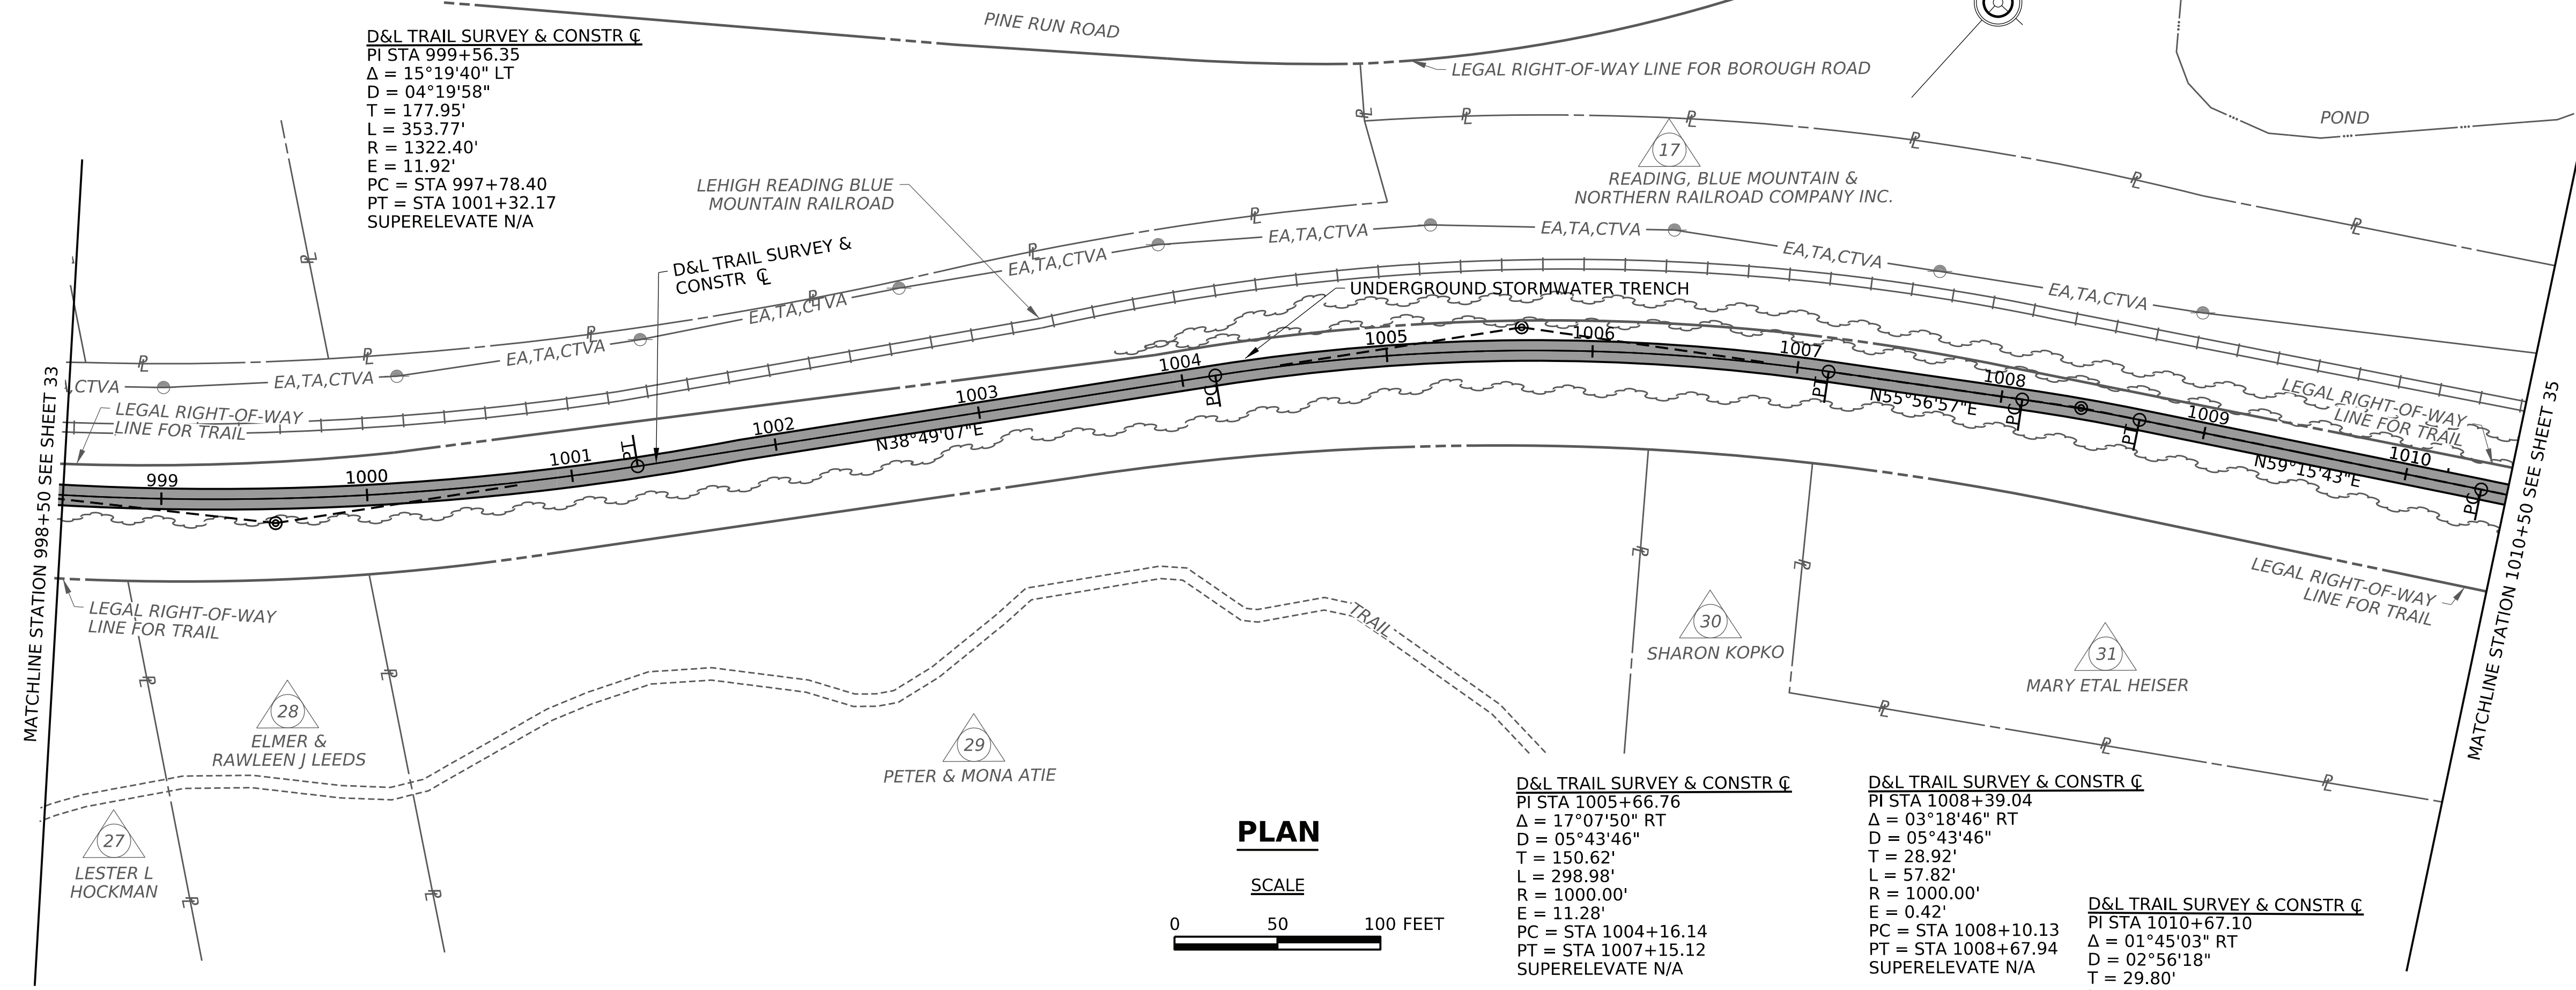 PINE RUN ROAD
D&L TRAIL SURVEY & CONSTR ℄
PI STA 999+56.35
Δ = 15°19'40" LT
D = 04°19'58"
T = 177.95'
L = 353.77'
R = 1322.40'
E = 11.92'
PC = STA 997+78.40
PT = STA 1001+32.17
SUPERELEVATE N/A
LEGAL RIGHT-OF-WAY LINE FOR BOROUGH ROAD
POND
17
READING, BLUE MOUNTAIN &
NORTHERN RAILROAD COMPANY INC.
LEHIGH READING BLUE
MOUNTAIN RAILROAD
D&L TRAIL SURVEY &
CONSTR ℄
UNDERGROUND STORMWATER TRENCH
,CTVA
EA,TA,CTVA
EA,TA,CTVA
EA,TA,CTVA
EA,TA,CTVA
EA,TA,CTVA
EA,TA,CTVA
EA,TA,CTVA
EA,TA,CTVA
LEGAL RIGHT-OF-WAY
LINE FOR TRAIL
LEGAL RIGHT-OF-WAY
LINE FOR TRAIL
999
1000
1001
PT
1002
N38°49'07"E
1003
1004
PC
1005
1006
1007
PT
N55°56'57"E
1008
PC
PT
1009
N59°15'43"E
1010
PC
MATCHLINE STATION 998+50 SEE SHEET 33
MATCHLINE STATION 1010+50 SEE SHEET 35
LEGAL RIGHT-OF-WAY
LINE FOR TRAIL
LEGAL RIGHT-OF-WAY
LINE FOR TRAIL
TRAIL
30
SHARON KOPKO
31
MARY ETAL HEISER
28
ELMER &
RAWLEEN J LEEDS
29
PETER & MONA ATIE
27
LESTER L
HOCKMAN
PLAN
SCALE
0 50 100 FEET
D&L TRAIL SURVEY & CONSTR ℄
PI STA 1005+66.76
Δ = 17°07'50" RT
D = 05°43'46"
T = 150.62'
L = 298.98'
R = 1000.00'
E = 11.28'
PC = STA 1004+16.14
PT = STA 1007+15.12
SUPERELEVATE N/A
D&L TRAIL SURVEY & CONSTR ℄
PI STA 1008+39.04
Δ = 03°18'46" RT
D = 05°43'46"
T = 28.92'
L = 57.82'
R = 1000.00'
E = 0.42'
PC = STA 1008+10.13
PT = STA 1008+67.94
SUPERELEVATE N/A
D&L TRAIL SURVEY & CONSTR ℄
PI STA 1010+67.10
Δ = 01°45'03" RT
D = 02°56'18"
T = 29.80'